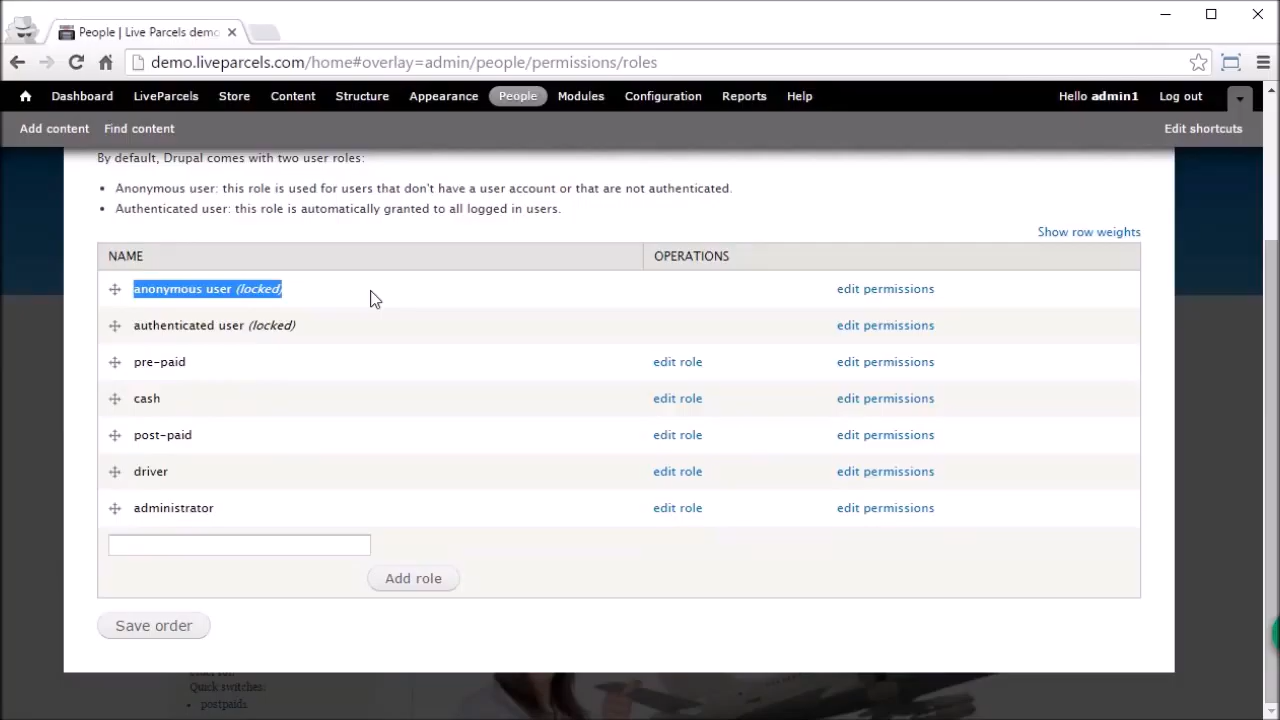 People | Live Parcels demo
demo.liveparcels.com/home#overlay=admin/people/permissions/roles
Dashboard LiveParcels Store Content Structure Appearance People Modules Configuration Reports Help Hello admin1 Log out
Add content Find content Edit shortcuts
By default, Drupal comes with two user roles:
• Anonymous user: this role is used for users that don't have a user account or that are not authenticated.
• Authenticated user: this role is automatically granted to all logged in users.
Show row weights
NAME OPERATIONS
anonymous user (locked) edit permissions
authenticated user (locked) edit permissions
pre-paid edit role edit permissions
cash edit role edit permissions
post-paid edit role edit permissions
driver edit role edit permissions
administrator edit role edit permissions
Add role
Save order
Quick switches:
• postpaids